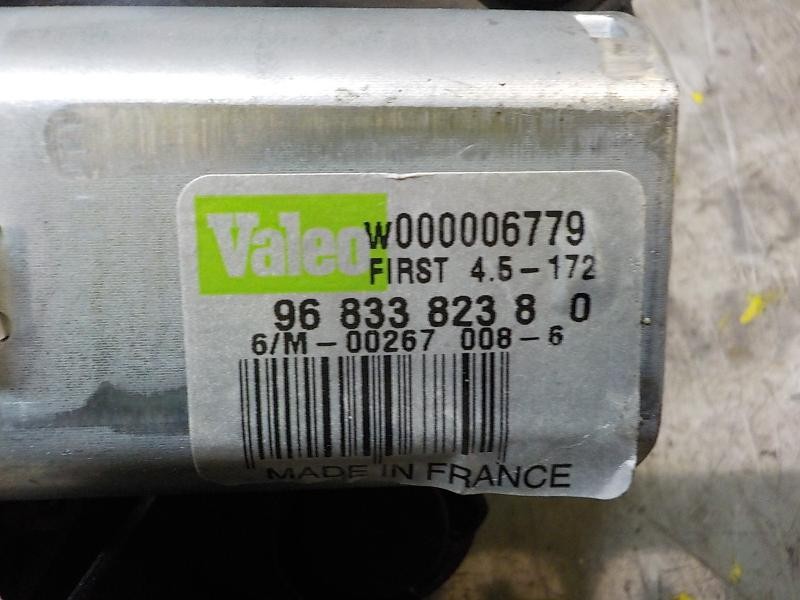 Valeo W000006779
FIRST 4.5-172
96 833 823 8 0
6/M-00267 008-6
MADE IN FRANCE